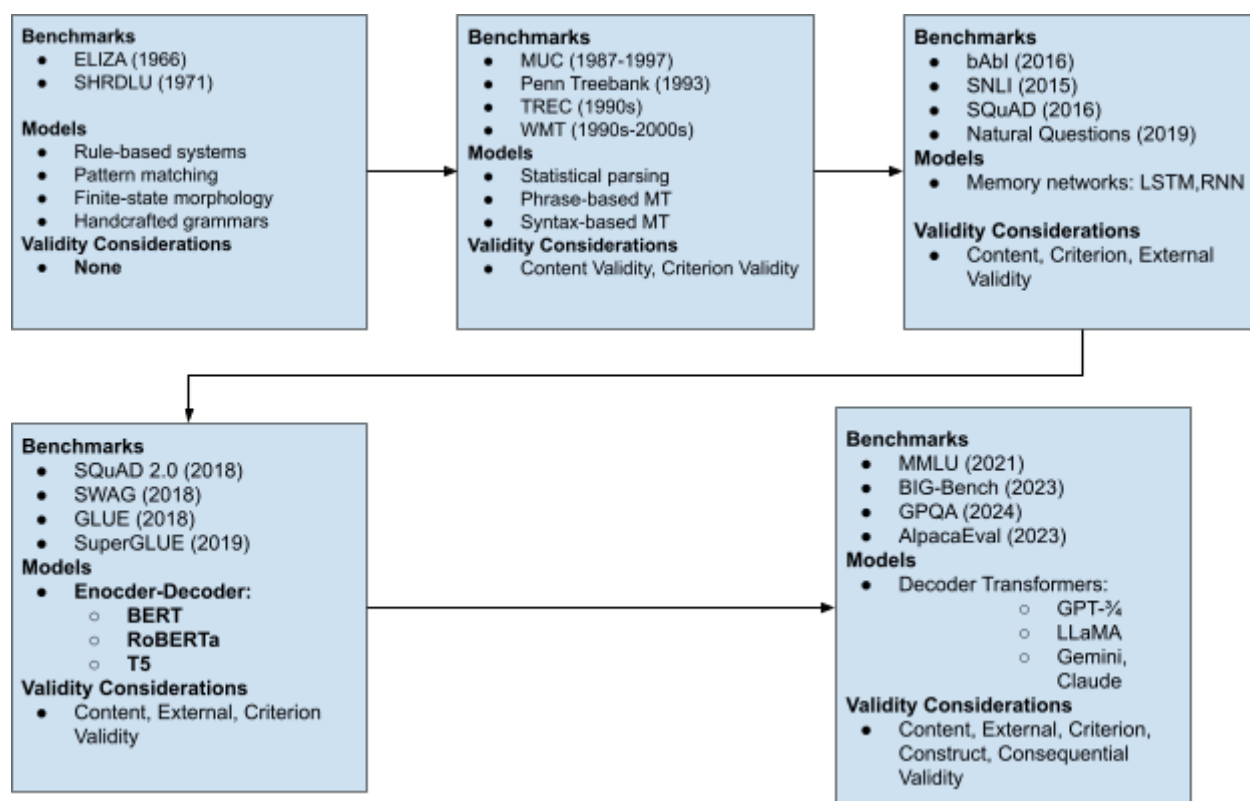 Benchmarks
● ELIZA (1966)
● SHRDLU (1971)
Models
● Rule-based systems
● Pattern matching
● Finite-state morphology
● Handcrafted grammars
Validity Considerations
● None
Benchmarks
● MUC (1987-1997)
● Penn Treebank (1993)
● TREC (1990s)
● WMT (1990s-2000s)
Models
● Statistical parsing
● Phrase-based MT
● Syntax-based MT
Validity Considerations
● Content Validity, Criterion Validity
Benchmarks
● bAbI (2016)
● SNLI (2015)
● SQuAD (2016)
● Natural Questions (2019)
Models
● Memory networks: LSTM,RNN
Validity Considerations
● Content, Criterion, External
Validity
Benchmarks
● SQuAD 2.0 (2018)
● SWAG (2018)
● GLUE (2018)
● SuperGLUE (2019)
Models
● Enocder-Decoder:
○ BERT
○ RoBERTa
○ T5
Validity Considerations
● Content, External, Criterion
Validity
Benchmarks
● MMLU (2021)
● BIG-Bench (2023)
● GPQA (2024)
● AlpacaEval (2023)
Models
● Decoder Transformers:
○ GPT-¾
○ LLaMA
○ Gemini,
Claude
Validity Considerations
● Content, External, Criterion,
Construct, Consequential
Validity